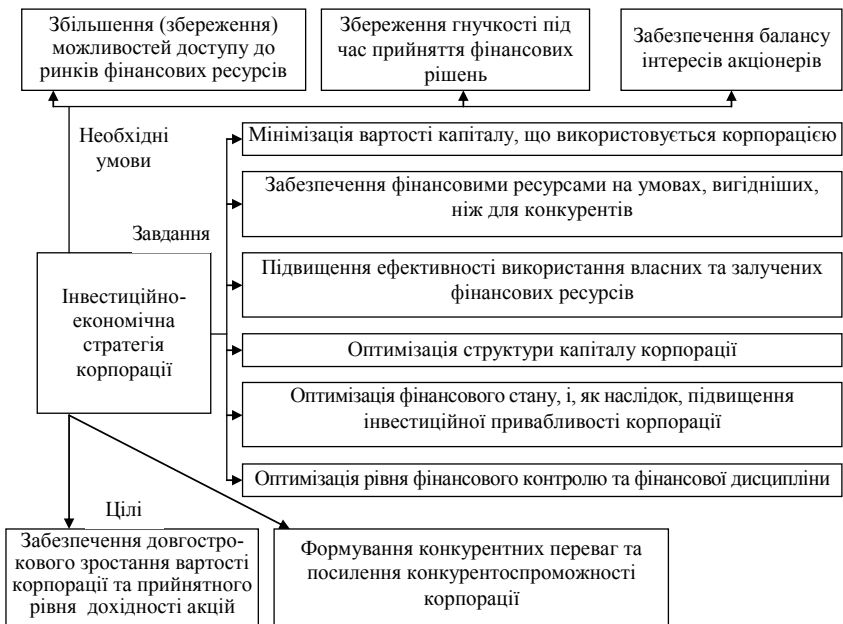 Збільшення (збереження)
можливостей доступу до
ринків фінансових ресурсів
Збереження гнучкості під
час прийняття фінансових
рішень
Забезпечення балансу
інтересів акціонерів
Необхідні
умови
Завдання
Мінімізація вартості капіталу, що використовується корпорацією
Забезпечення фінансовими ресурсами на умовах, вигідніших,
ніж для конкурентів
Підвищення ефективності використання власних та залучених
фінансових ресурсів
Інвестиційно-
економічна
стратегія
корпорації
Оптимізація структури капіталу корпорації
Оптимізація фінансового стану, і, як наслідок, підвищення
інвестиційної привабливості корпорації
Оптимізація рівня фінансового контролю та фінансової дисципліни
Цілі
Забезпечення довгостро-
кового зростання вартості
корпорації та прийнятного
рівня дохідності акцій
Формування конкурентних переваг та
посилення конкурентоспроможності
корпорації